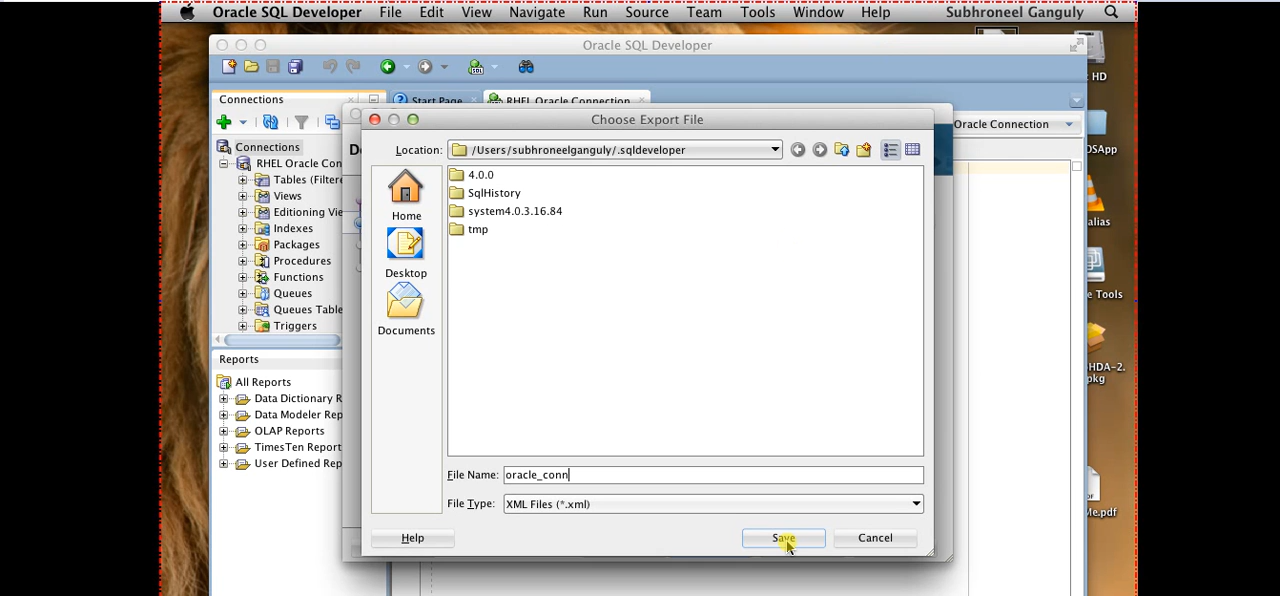 Oracle SQL Developer File Edit View Navigate Run Source Team Tools Window Help Subhroneel Ganguly
Oracle SQL Developer
HD
Connections
Start Page
RHEL Oracle Connection
Choose Export File
Oracle Connection
Location: /Users/subhroneelganguly/.sqldeveloper
Connections
RHEL Oracle Con
Tables (Filtere
Views
Editioning Vie
Indexes
Packages
Procedures
Functions
Queues
Queues Table
Triggers
4.0.0
SqlHistory
system4.0.3.16.84
tmp
Home
Desktop
Documents
OSApp
alias
e Tools
HDA-2.
pkg
Me.pdf
Reports
All Reports
Data Dictionary R
Data Modeler Rep
OLAP Reports
TimesTen Report
User Defined Rep
File Name: oracle_conn
File Type: XML Files (*.xml)
Help
Save
Cancel